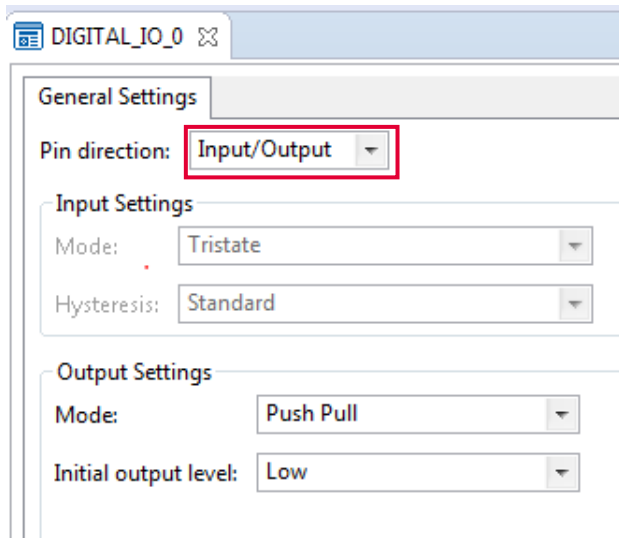 DIGITAL_IO_0
General Settings
Pin direction: Input/Output
Input Settings
Mode: Tristate
Hysteresis: Standard
Output Settings
Mode: Push Pull
Initial output level: Low